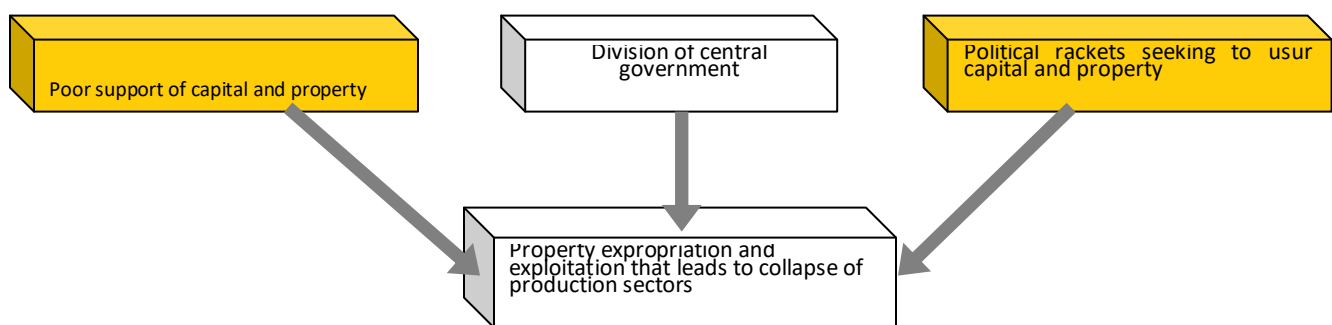 Poor support of capital and property
Division of central
government
Political rackets seeking to usur
capital and property
Property expropriation and
exploitation that leads to collapse of
production sectors